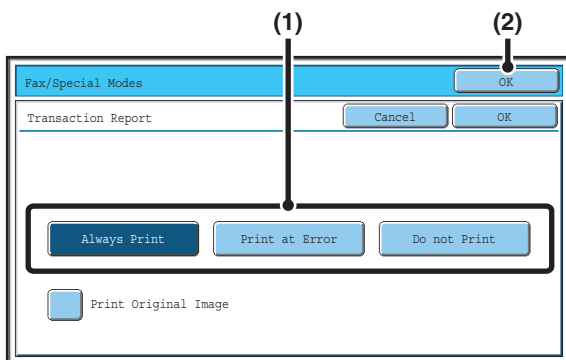 (1) (2)
Fax/Special Modes OK
Transaction Report Cancel OK
Always Print Print at Error Do not Print
Print Original Image